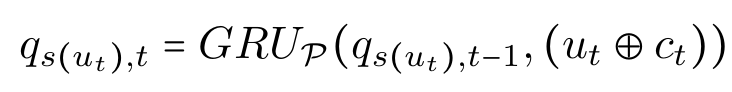 $q_{s(u_t),t} = GRU_{\mathcal{P}}(q_{s(u_t),t-1}, (u_t \oplus c_t))$